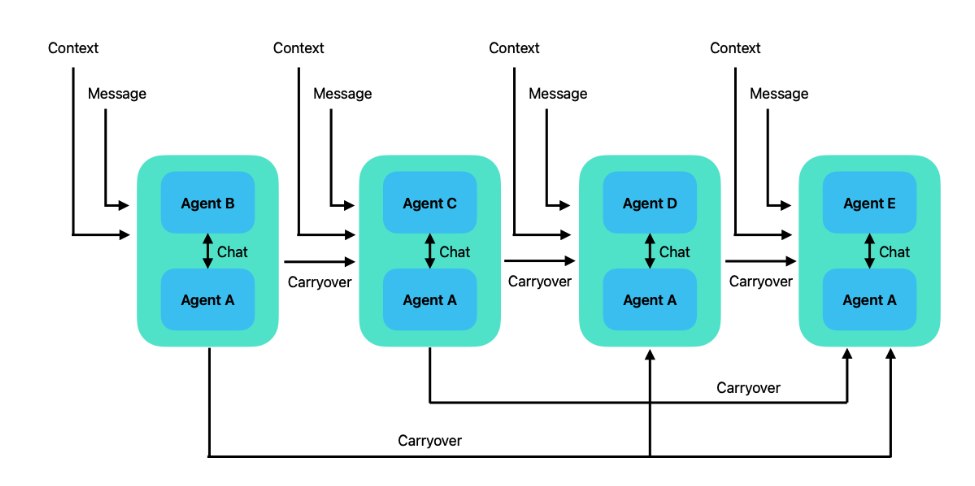 Context
Context
Context
Context
Message
Message
Message
Message
Agent B
Agent C
Agent D
Agent E
Chat
Chat
Chat
Chat
Carryover
Carryover
Carryover
Agent A
Agent A
Agent A
Agent A
Carryover
Carryover